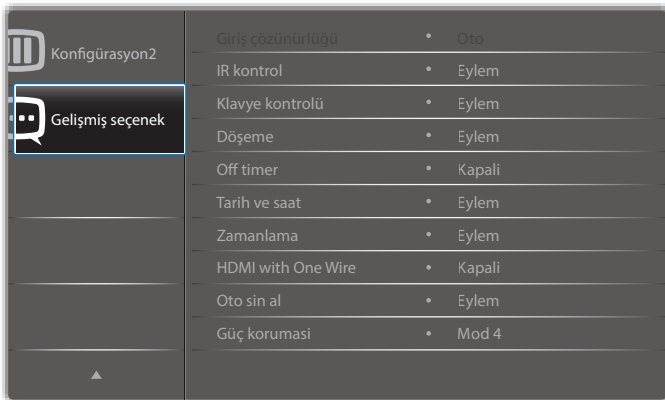 Konfigürasyon2
Gelişmiş seçenek
Giriş çözünürlüğü • Oto
IR kontrol • Eylem
Klavye kontrolü • Eylem
Döşeme • Eylem
Off timer • Kapali
Tarih ve saat • Eylem
Zamanlama • Eylem
HDMI with One Wire • Kapali
Oto sin al • Eylem
Güç korumasi • Mod 4